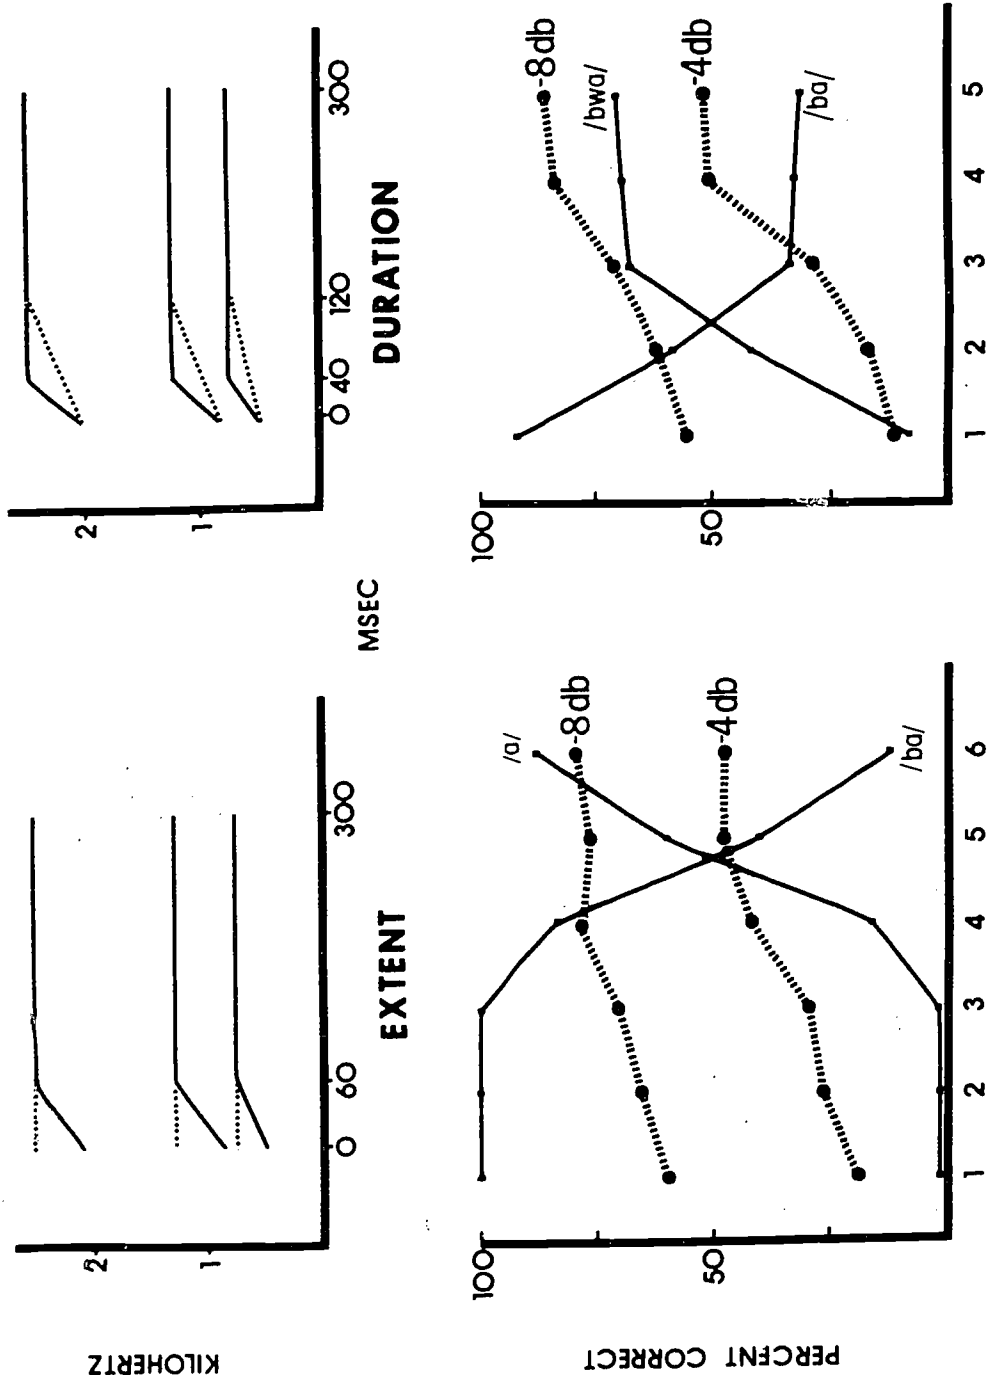 KILOHERTZ
2
1
0
60
300
EXTENT
MSEC
2
1
0
40
120
300
DURATION
PERCENT CORRECT
100
50
/a/
-8db
-4db
/ba/
1 2 3 4 5 6
100
50
-8db
/bwa/
-4db
/ba/
1 2 3 4 5